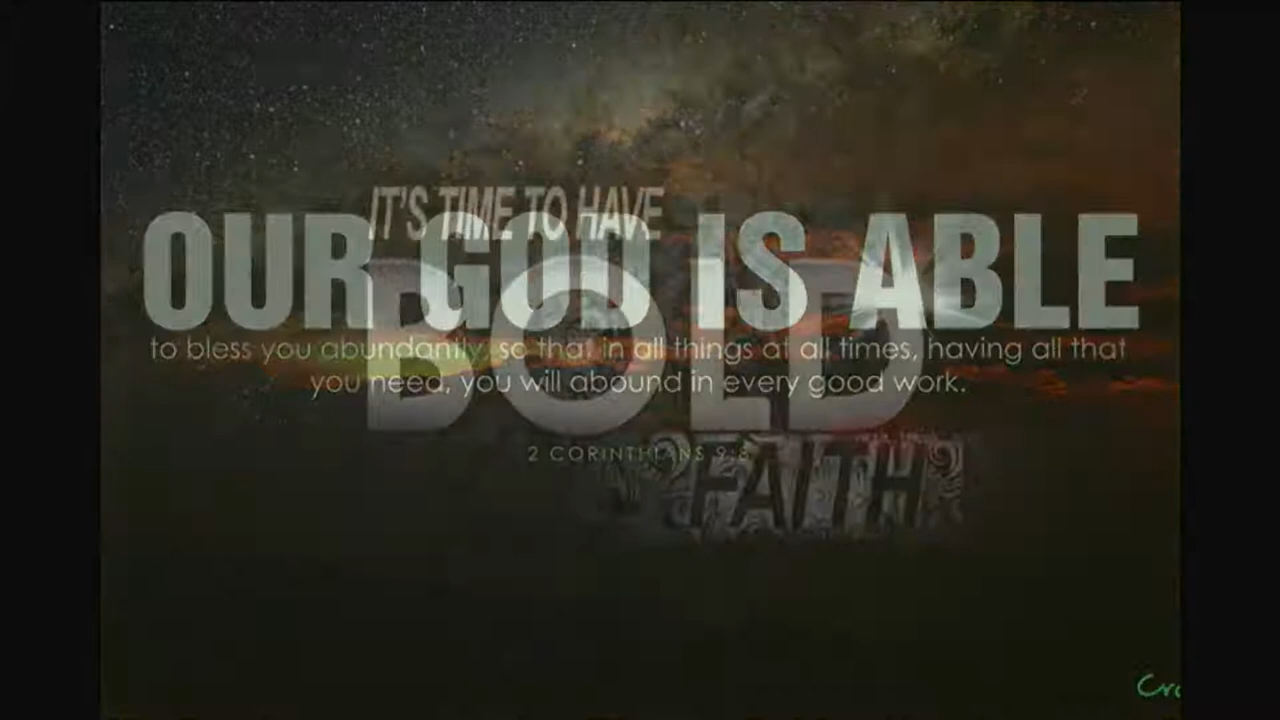 IT'S TIME TO HAVE
OUR GOD IS ABLE
BOLD
to bless you abundantly, so that in all things at all times, having all that
you need, you will abound in every good work.
2 CORINTHIANS 9:8
FAITH